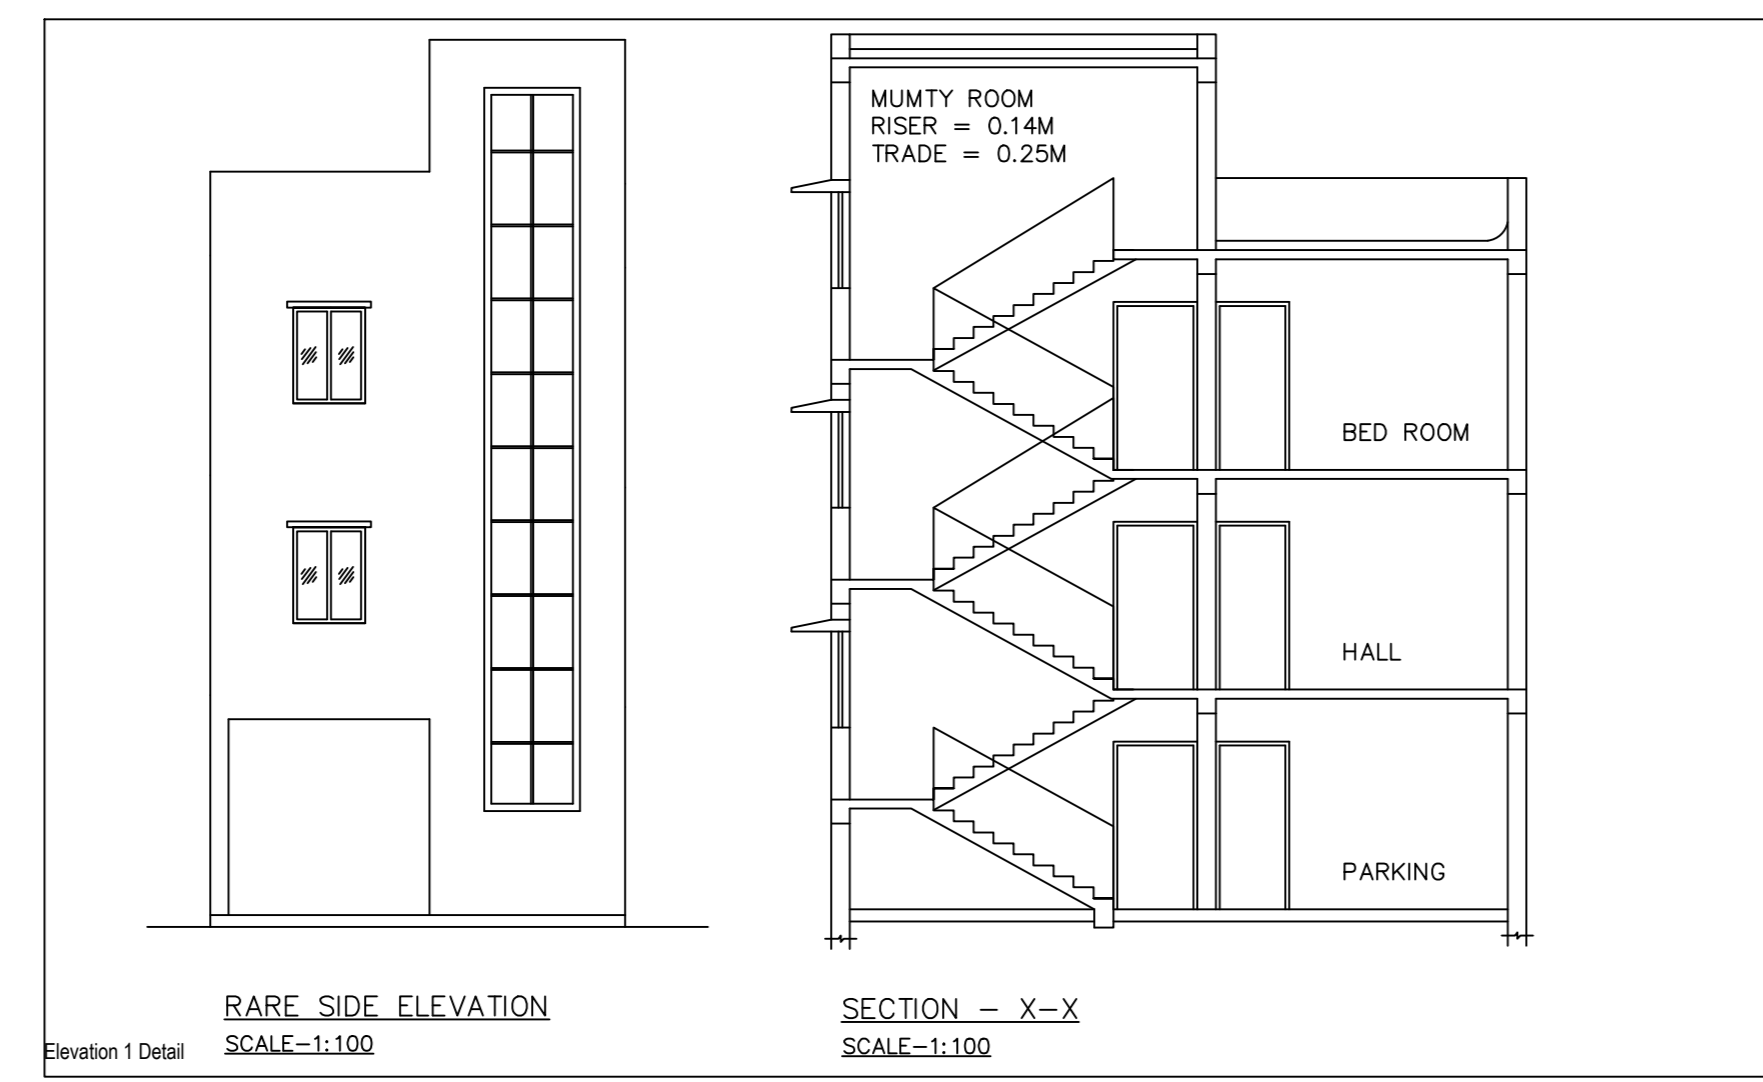 MUMTY ROOM
RISER = 0.14M
TRADE = 0.25M
BED ROOM
HALL
PARKING
RARE SIDE ELEVATION
SCALE-1:100
SECTION - X-X
SCALE-1:100
Elevation 1 Detail